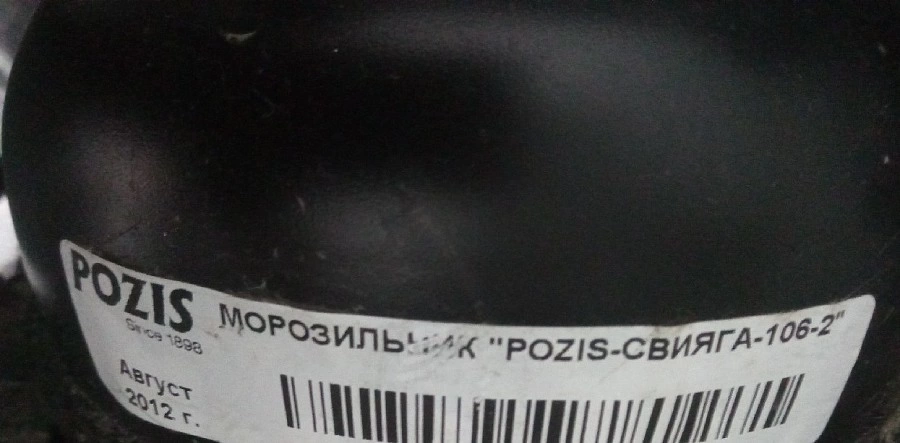 POZIS
Since 1898
МОРОЗИЛЬНИК "POZIS-СВИЯГА-106-2"
Август
2012 г.